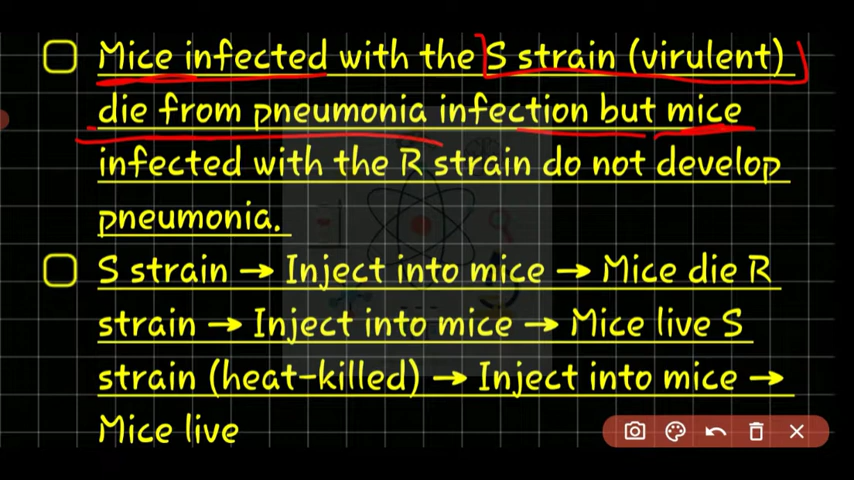 Mice infected with the S strain (virulent)
die from pneumonia infection but mice
infected with the R strain do not develop
pneumonia.
S strain → Inject into mice → Mice die R
strain → Inject into mice → Mice live S
strain (heat-killed) → Inject into mice →
Mice live